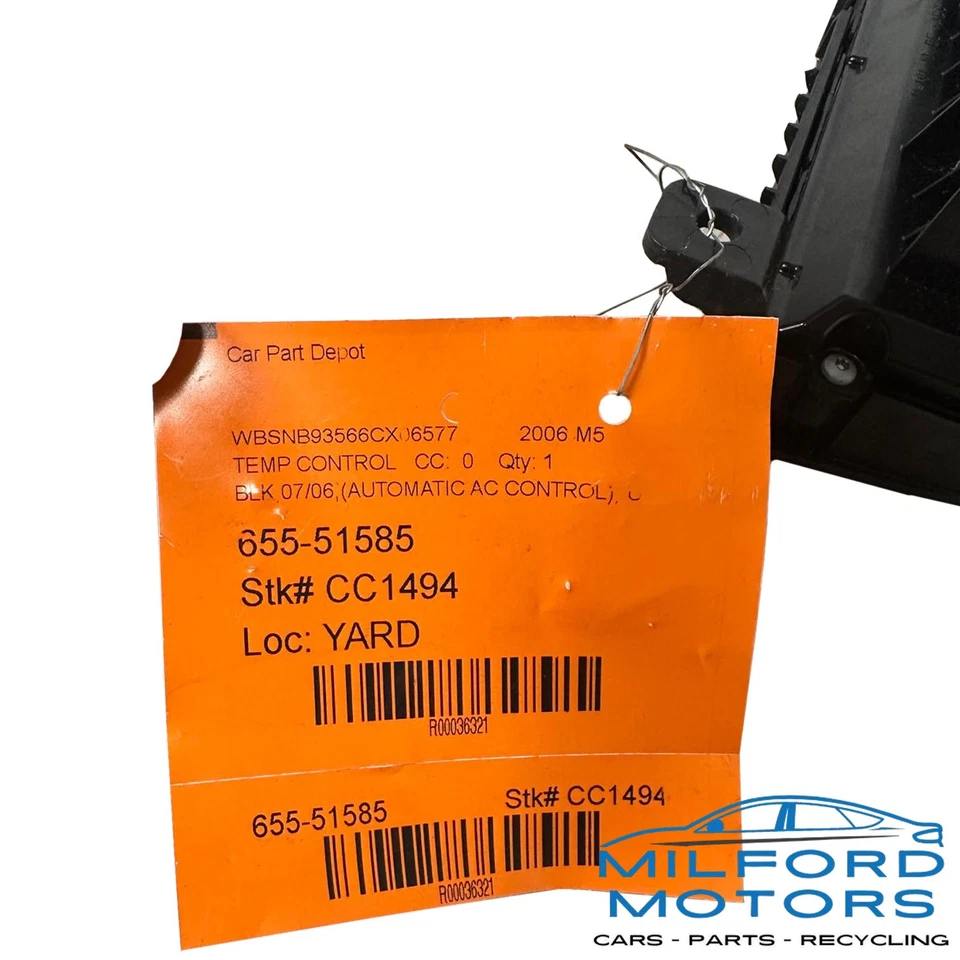 Car Part Depot
WBSNB93566CX06577 2006 M5
TEMP CONTROL CC: 0 Qty: 1
BLK,07/06,(AUTOMATIC AC CONTROL),
655-51585
Stk# CC1494
Loc: YARD
R00036321
655-51585 Stk# CC1494
R00036321
MILFORD
MOTORS
CARS - PARTS - RECYCLING